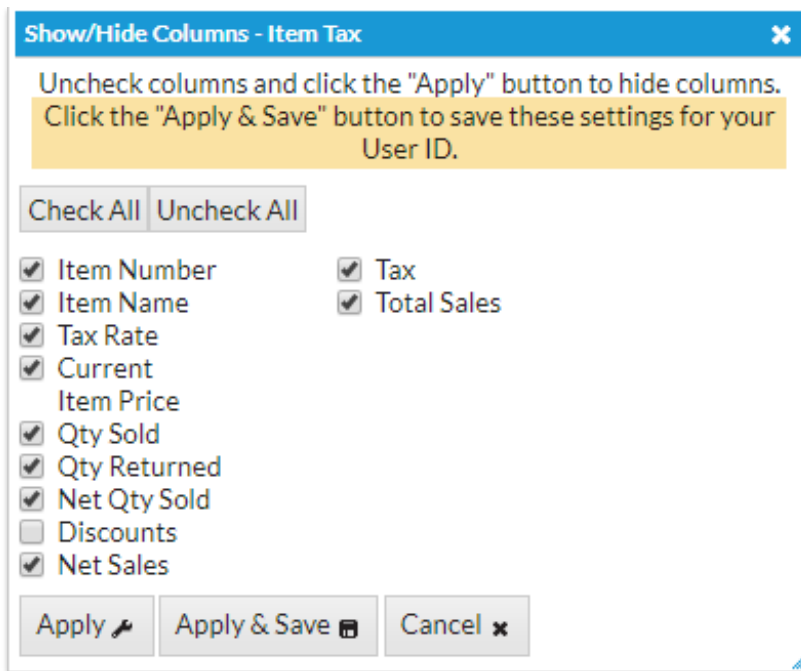 Show/Hide Columns - Item Tax
Uncheck columns and click the "Apply" button to hide columns.
Click the "Apply & Save" button to save these settings for your
User ID.
Check All Uncheck All
Item Number
Item Name
Tax Rate
Current
Item Price
Qty Sold
Qty Returned
Net Qty Sold
Discounts
Net Sales
Tax
Total Sales
Apply Apply & Save Cancel